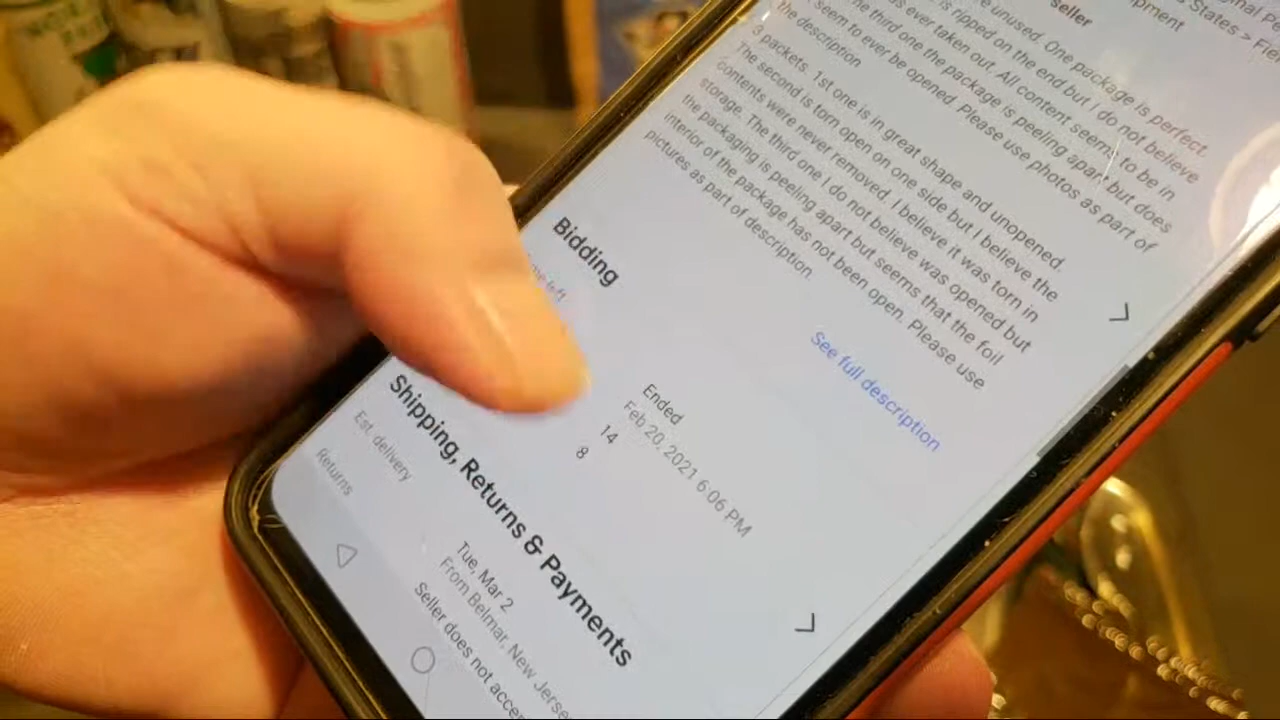 seller
pment
States > Fiel
unused. One package is perfect.
is ripped on the end but I do not believe
s ever taken out. All content seems to be in
the third one the package is peeling apart but does
seem to ever be opened. Please use photos as part of
the description
3 packets. 1st one is in great shape and unopened.
The second is torn open on one side but I believe the
contents were never removed. I believe it was torn in
storage. The third one I do not believe was opened but
the packaging is peeling apart but seems that the foil
interior of the package has not been open. Please use
pictures as part of description.
See full description
Bidding
me left
Ended
Feb 20, 2021 6:06 PM
14
8
Shipping, Returns & Payments
Est. delivery
Tue, Mar 2
From Belmar, New Jerse
Returns
Seller does not accep